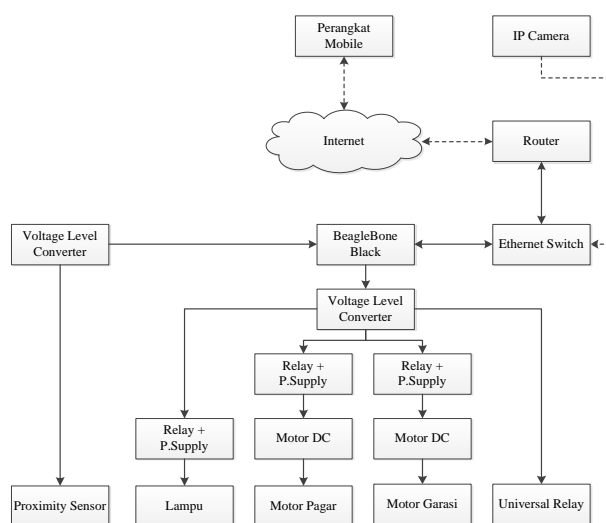 Perangkat
Mobile
IP Camera
Internet
Router
Voltage Level
Converter
BeagleBone
Black
Ethernet Switch
Voltage Level
Converter
Relay +
P.Supply
Relay +
P.Supply
Relay +
P.Supply
Motor DC
Motor DC
Proximity Sensor
Lampu
Motor Pagar
Motor Garasi
Universal Relay